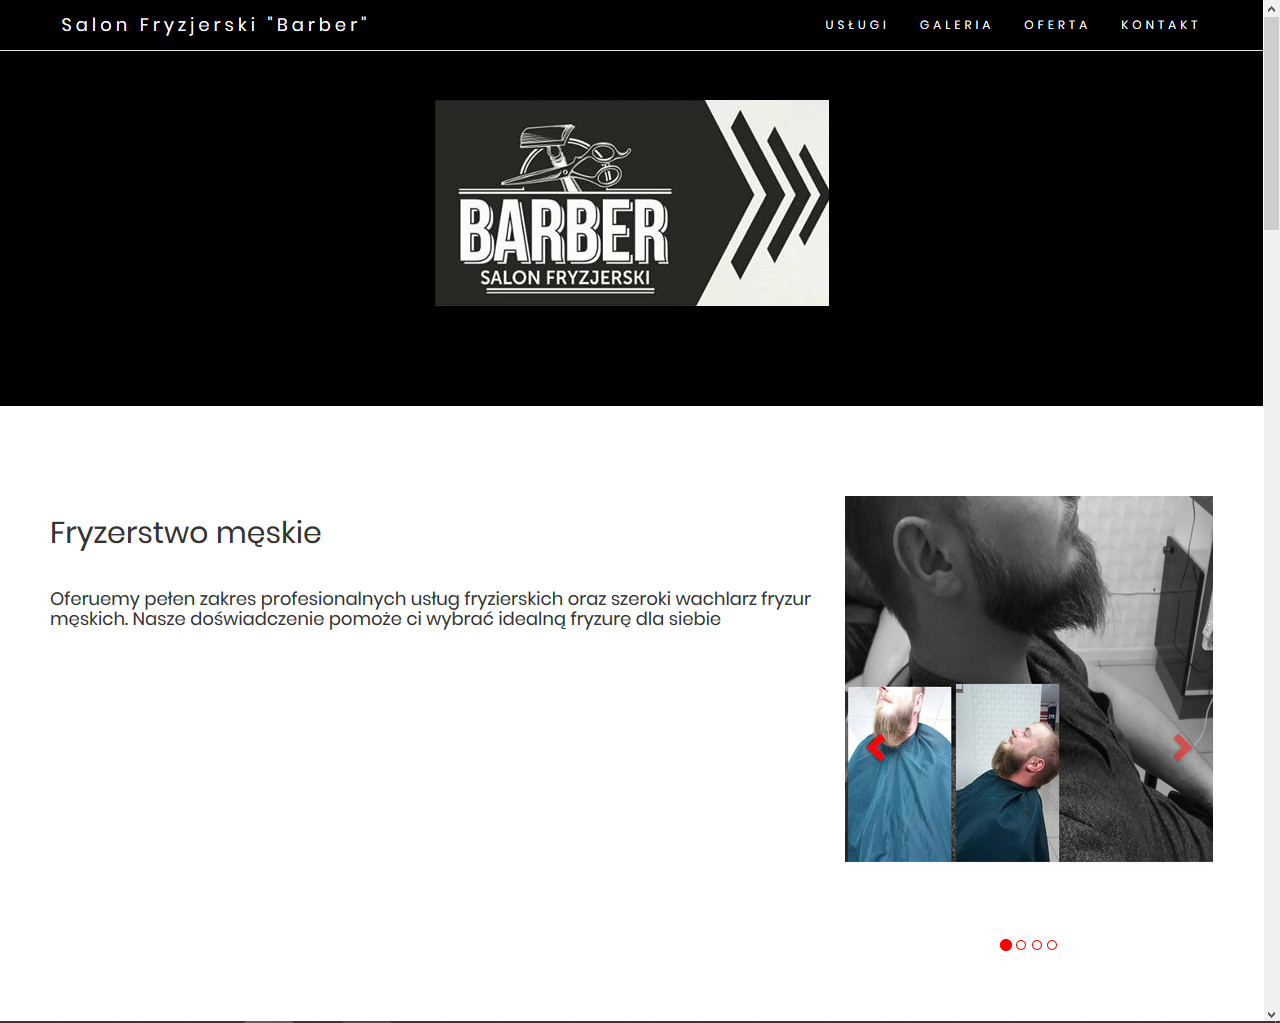 Salon Fryzjerski "Barber"
USŁUGI GALERIA OFERTA KONTAKT
BARBER
SALON FRYZJERSKI
Fryzerstwo męskie
Oferuemy pełen zakres profesionalnych usług fryzierskich oraz szeroki wachlarz fryzur
męskich. Nasze doświadczenie pomoże ci wybrać idealną fryzurę dla siebie